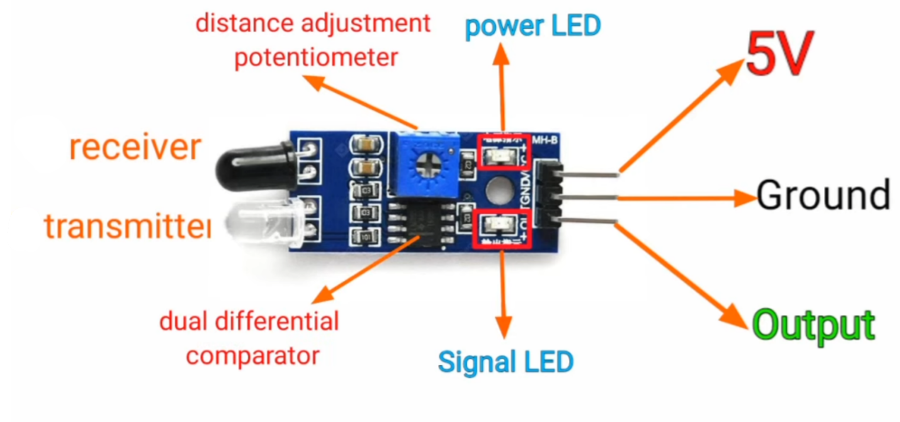 distance adjustment
potentiometer
power LED
5V
receiver
MH-B
transmitter
Ground
Output
dual differential
comparator
Signal LED